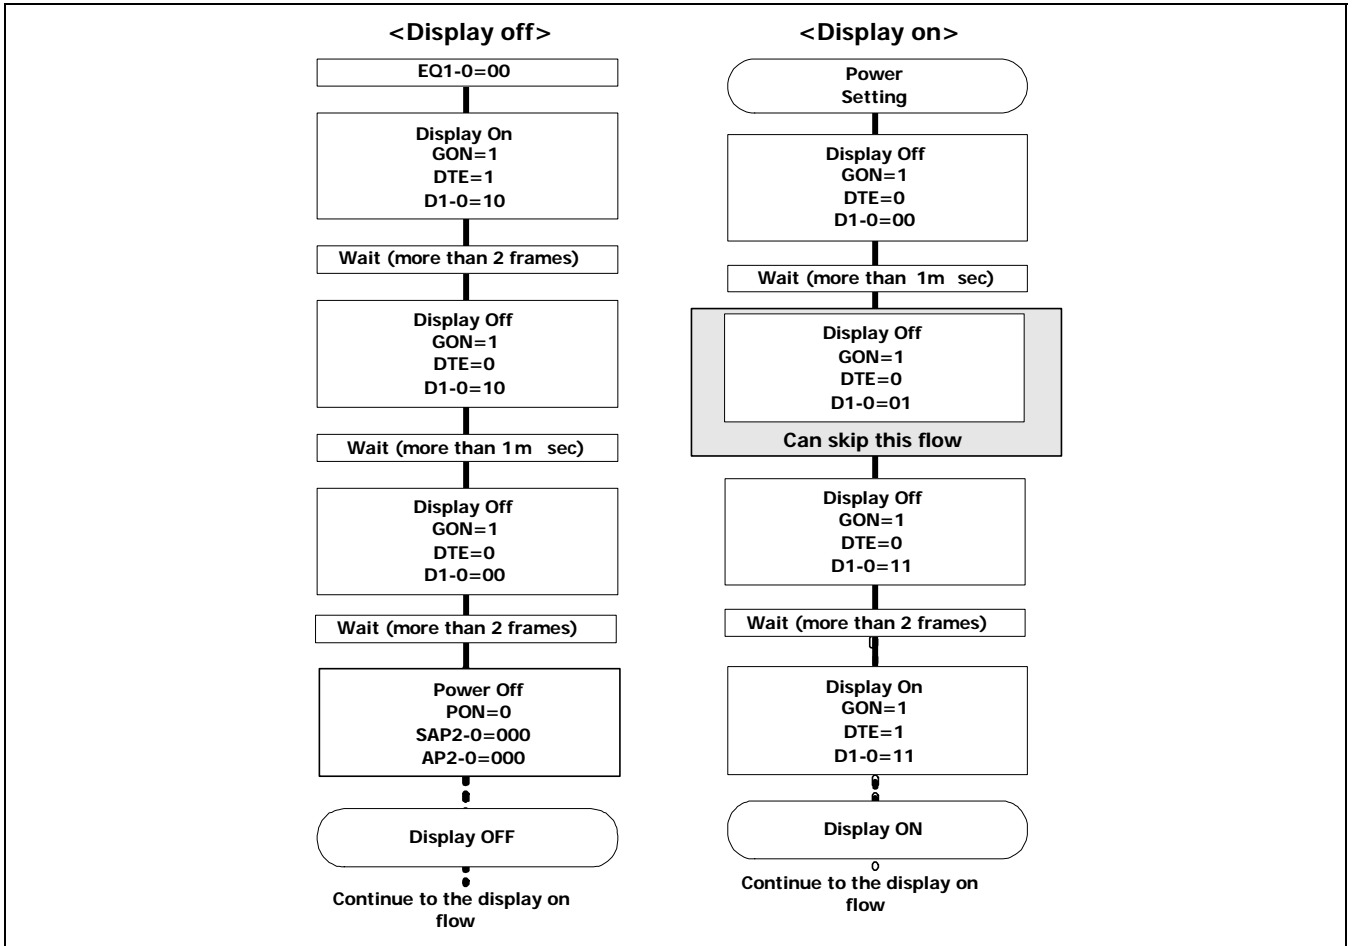 <Display off>
EQ1-0=00
Display On
GON=1
DTE=1
D1-0=10
Wait (more than 2 frames)
Display Off
GON=1
DTE=0
D1-0=10
Wait (more than 1m sec)
Display Off
GON=1
DTE=0
D1-0=00
Wait (more than 2 frames)
Power Off
PON=0
SAP2-0=000
AP2-0=000
Display OFF
Continue to the display on
flow
<Display on>
Power
Setting
Display Off
GON=1
DTE=0
D1-0=00
Wait (more than 1m sec)
Display Off
GON=1
DTE=0
D1-0=01
Can skip this flow
Display Off
GON=1
DTE=0
D1-0=11
Wait (more than 2 frames)
Display On
GON=1
DTE=1
D1-0=11
Display ON
Continue to the display on
flow